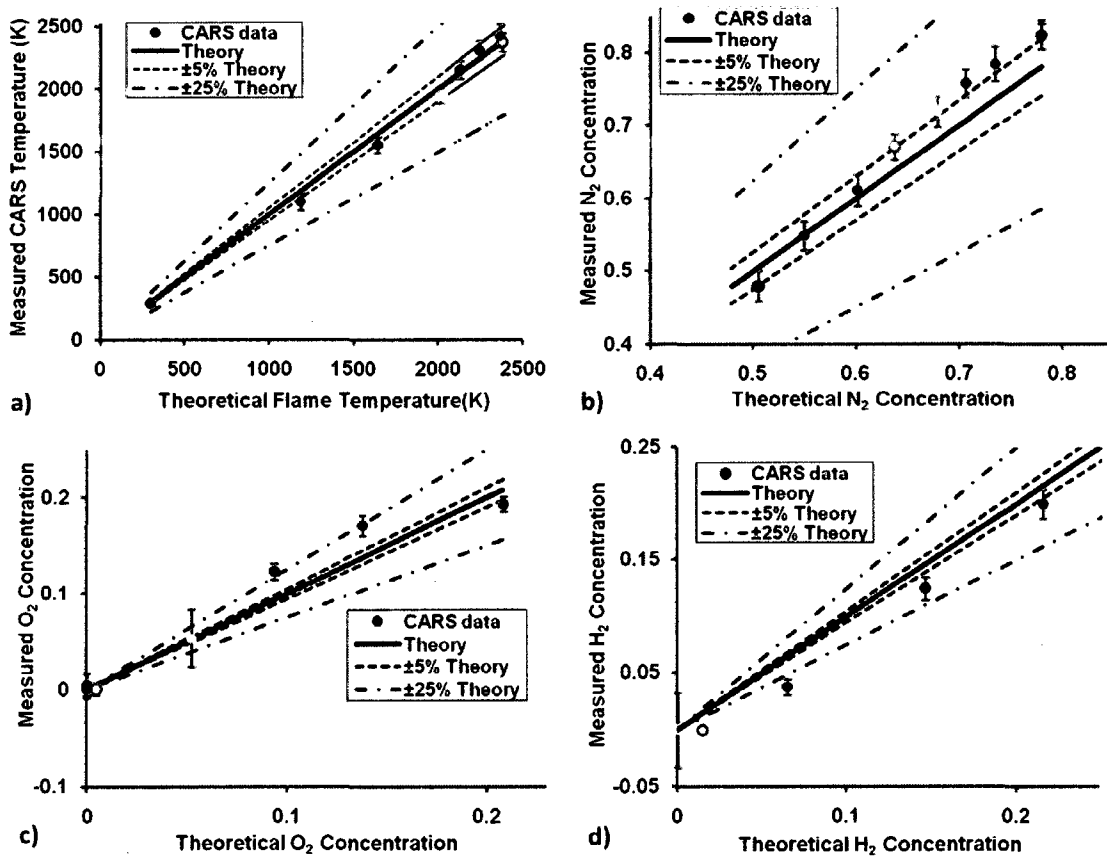 CARS data
Theory
±5% Theory
±25% Theory
2500
2000
1500
1000
500
0
Measured CARS Temperature (K)
0 500 1000 1500 2000 2500
Theoretical Flame Temperature(K)
a)
CARS data
Theory
±5% Theory
±25% Theory
0.8
0.7
0.6
0.5
0.4
Measured N₂ Concentration
0.4 0.5 0.6 0.7 0.8
Theoretical N₂ Concentration
b)
0.2
0.1
0
-0.1
Measured O₂ Concentration
CARS data
Theory
±5% Theory
±25% Theory
0 0.1 0.2
Theoretical O₂ Concentration
c)
0.25
0.15
0.05
-0.05
Measured H₂ Concentration
CARS data
Theory
±5% Theory
±25% Theory
0 0.1 0.2
Theoretical H₂ Concentration
d)